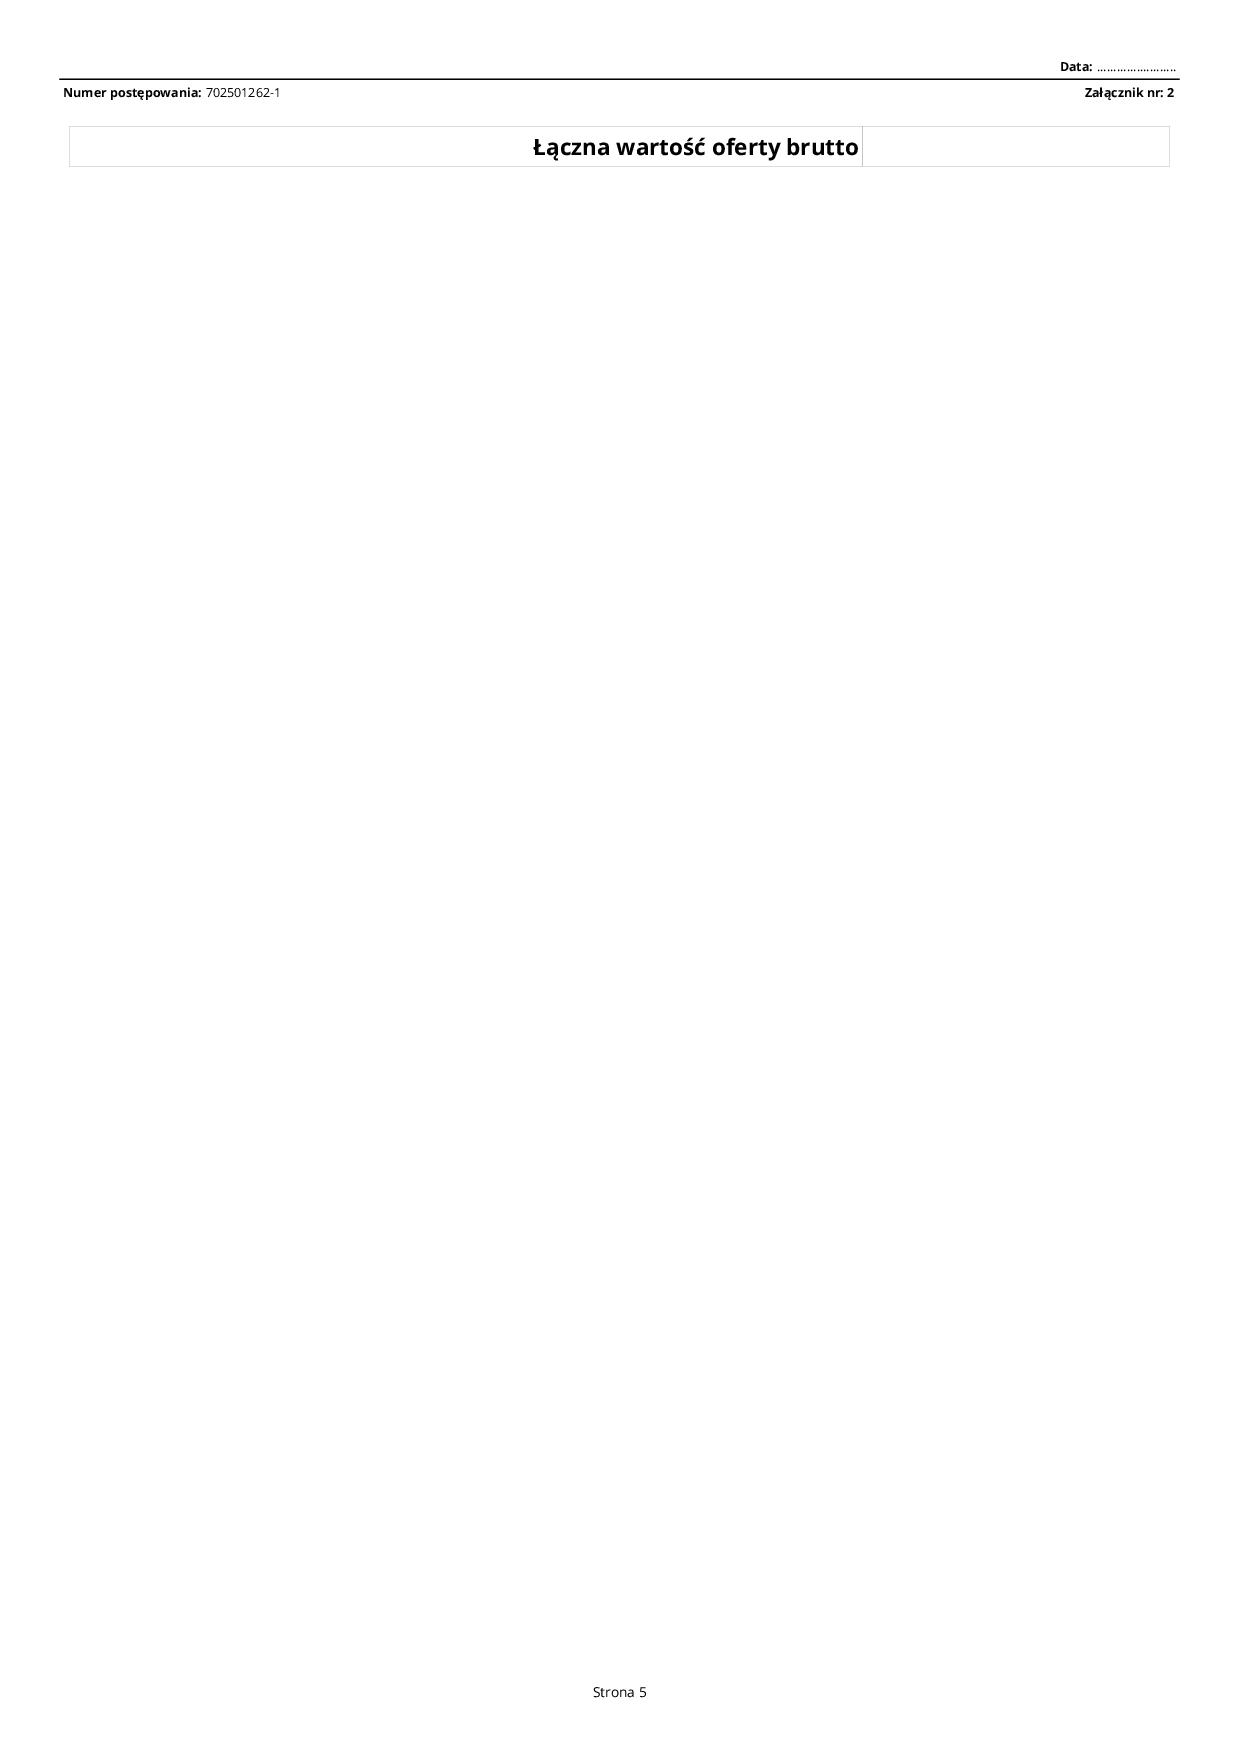 Data: ........................
Numer postępowania: 702501262-1 Załącznik nr: 2
Łączna wartość oferty brutto
Strona 5